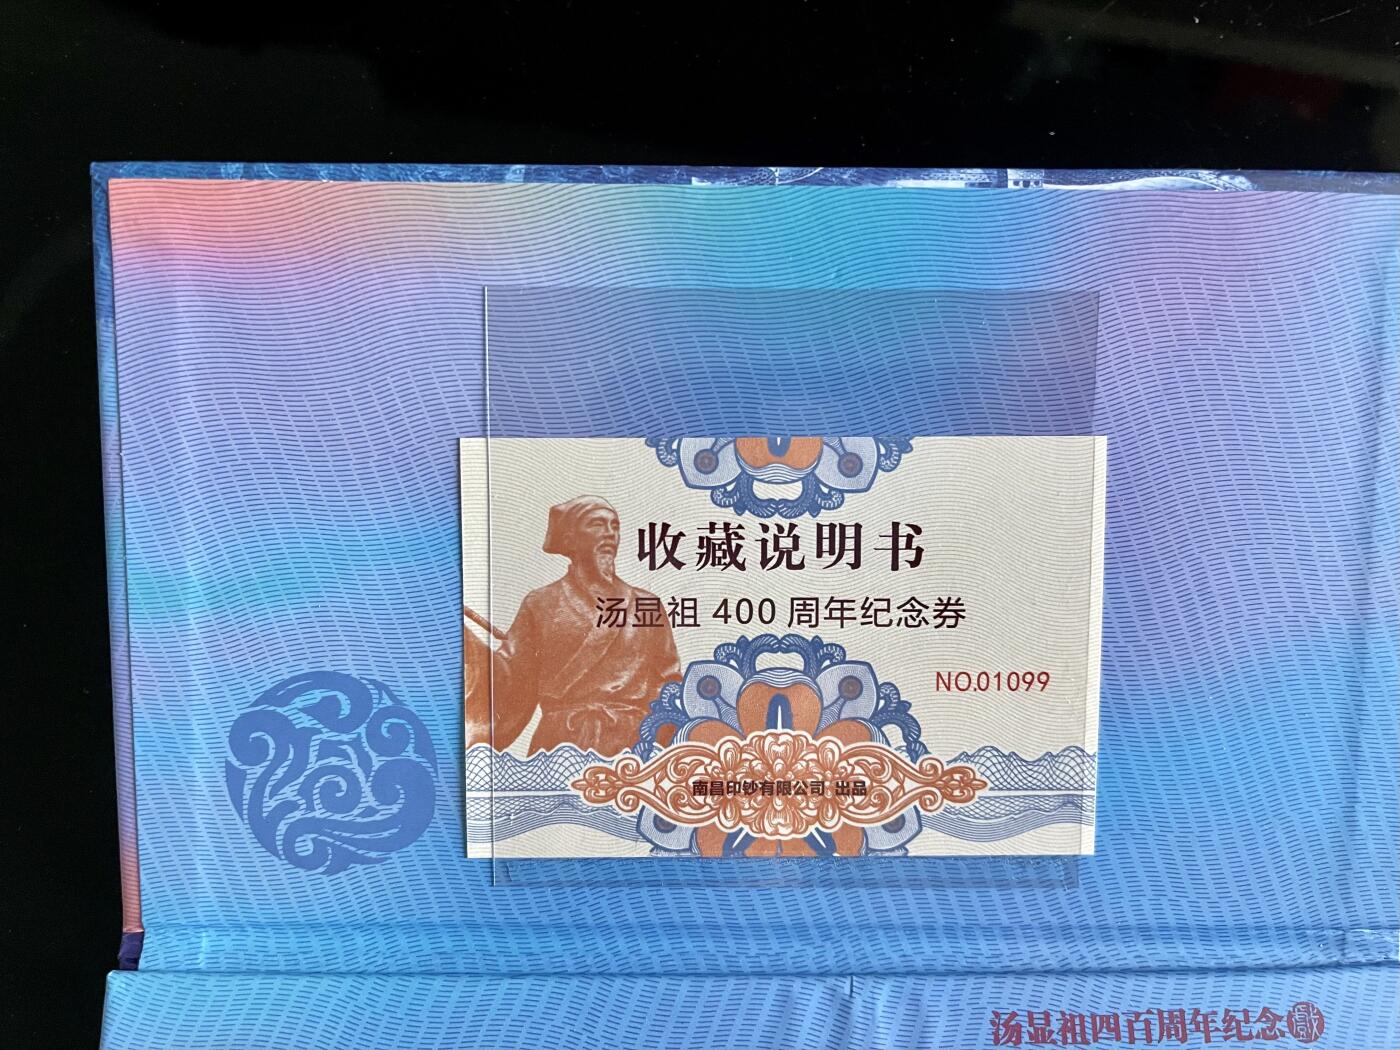 收藏说明书
汤显祖 400 周年纪念券
NO.01099
南昌印钞有限公司 出品
汤显祖四百周年纪念